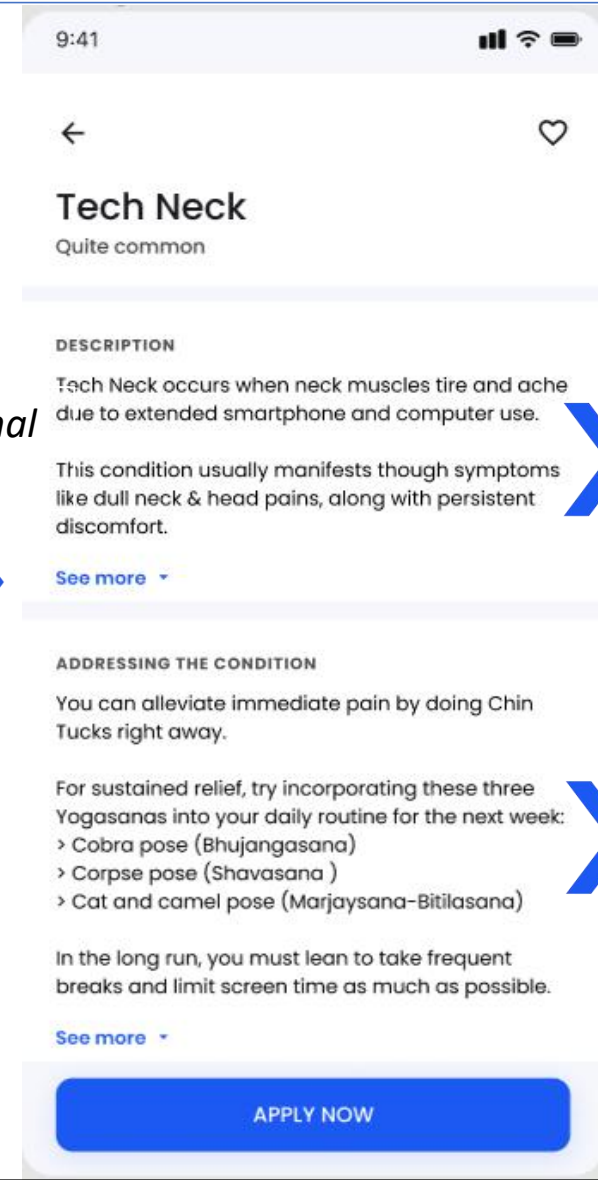 9:41
Tech Neck
Quite common
DESCRIPTION
Tech Neck occurs when neck muscles tire and ache
due to extended smartphone and computer use.
This condition usually manifests though symptoms
like dull neck & head pains, along with persistent
discomfort.
See more
ADDRESSING THE CONDITION
You can alleviate immediate pain by doing Chin
Tucks right away.
For sustained relief, try incorporating these three
Yogasanas into your daily routine for the next week:
> Cobra pose (Bhujangasana)
> Corpse pose (Shavasana )
> Cat and camel pose (Marjaysana-Bitilasana)
In the long run, you must lean to take frequent
breaks and limit screen time as much as possible.
See more
APPLY NOW